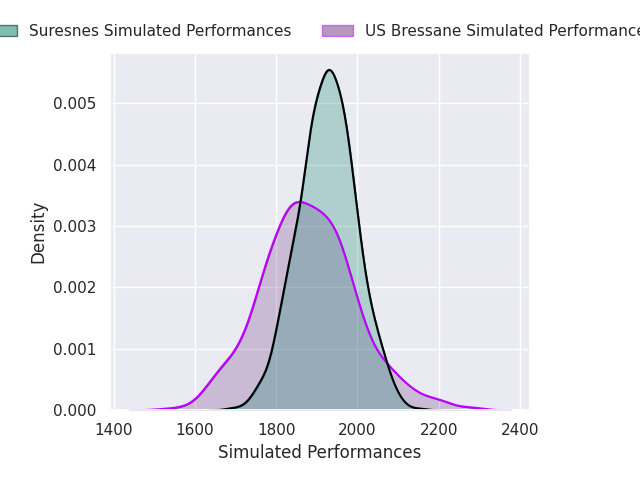 Suresnes Simulated Performances
US Bressane Simulated Performance
0.005
0.004
0.003
0.002
0.001
0.000
Density
1400 1600 1800 2000 2200 2400
Simulated Performances